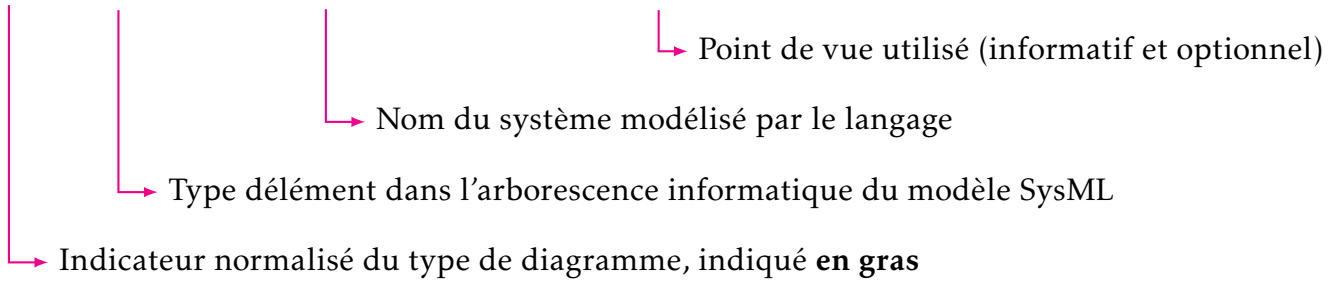 Point de vue utilisé (informatif et optionnel)
Nom du système modélisé par le langage
Type délément dans l'arborescence informatique du modèle SysML
Indicateur normalisé du type de diagramme, indiqué en gras